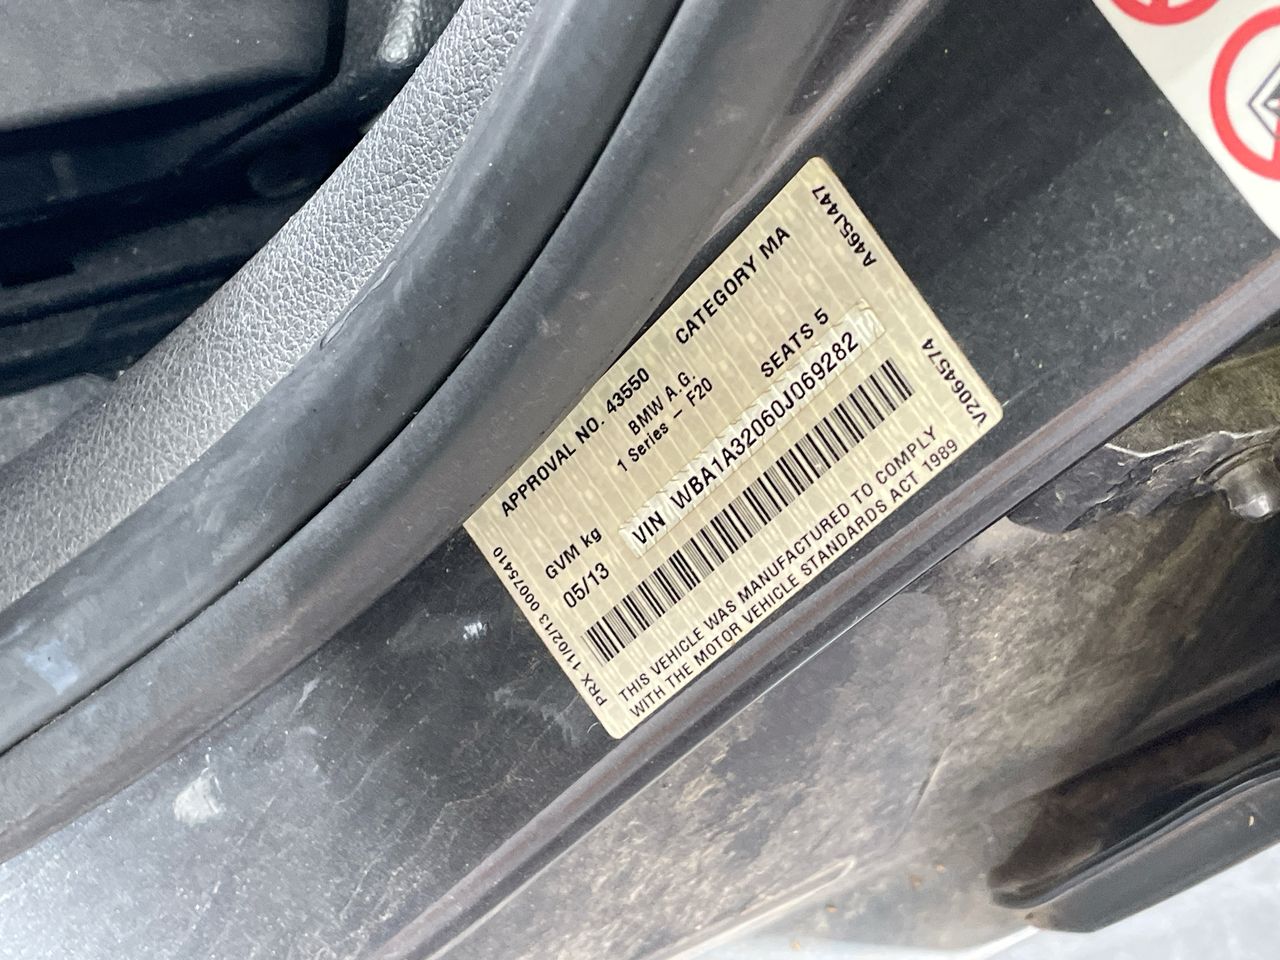 APPROVAL NO. 43550 CATEGORY MA
BMW A.G.
1 Series - F20
GVM kg SEATS 5
05/13
VIN WBA1A32060J069282
THIS VEHICLE WAS MANUFACTURED TO COMPLY
WITH THE MOTOR VEHICLE STANDARDS ACT 1989
PRX 11/02/13 00075410
A465J447
V2064574